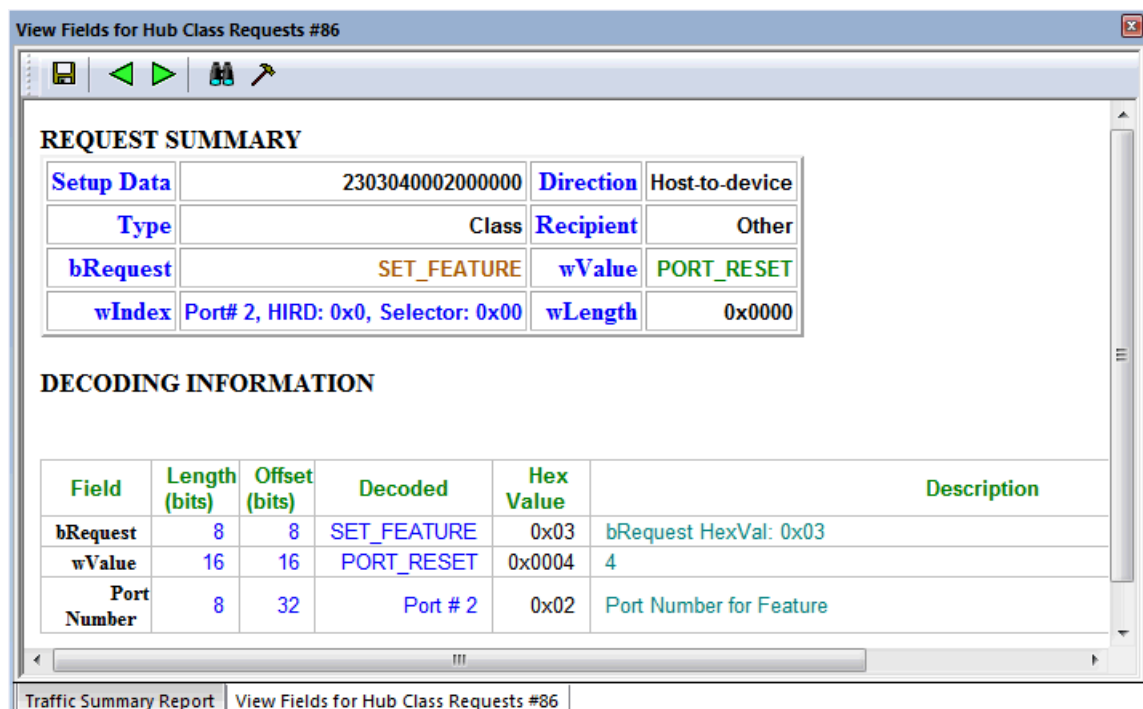 View Fields for Hub Class Requests #86
REQUEST SUMMARY
Setup Data 2303040002000000 Direction Host-to-device
Type Class Recipient Other
bRequest SET_FEATURE wValue PORT_RESET
wIndex Port# 2, HIRD: 0x0, Selector: 0x00 wLength 0x0000
DECODING INFORMATION
Field Length (bits) Offset (bits) Decoded Hex Value Description
bRequest 8 8 SET_FEATURE 0x03 bRequest HexVal: 0x03
wValue 16 16 PORT_RESET 0x0004 4
Port Number 8 32 Port # 2 0x02 Port Number for Feature
Traffic Summary Report View Fields for Hub Class Requests #86